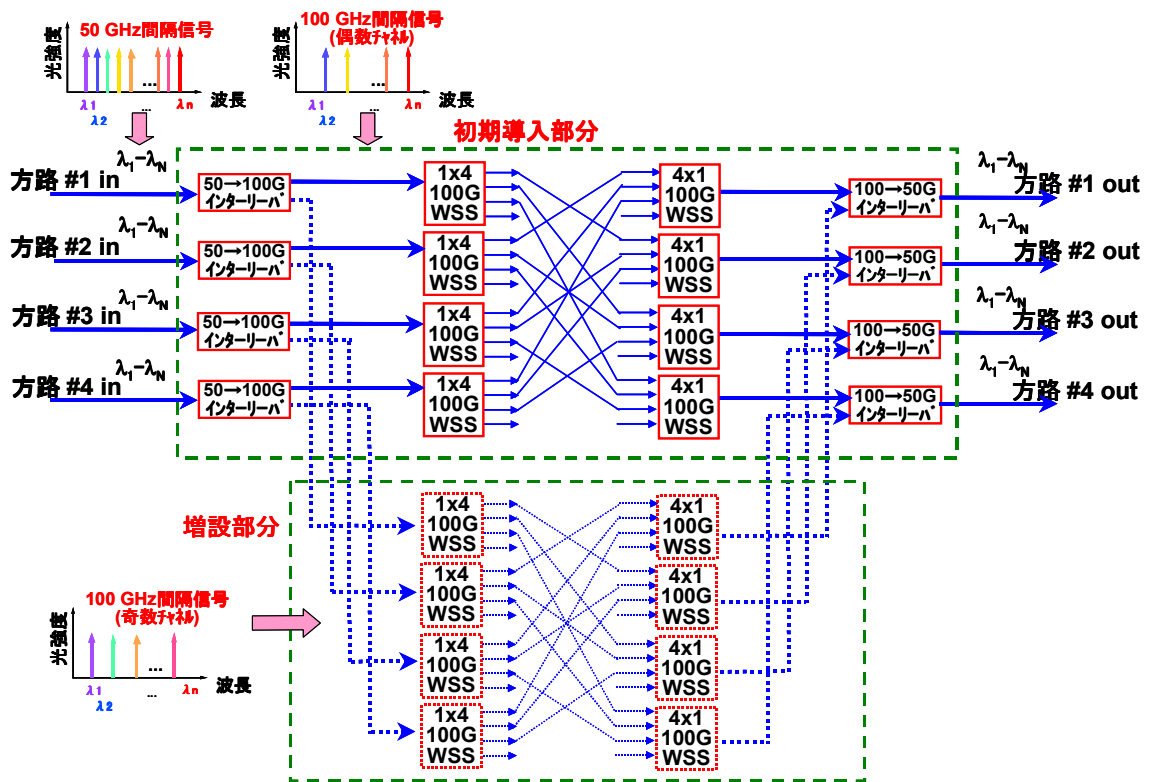 50 GHz間隔信号
光強度
...
λ1
λ2
...
λn
波長
100 GHz間隔信号
(偶数ﾁｬﾈﾙ)
光強度
...
λ2
...
λn
波長
初期導入部分
方路 #1 in
λ1−λN
方路 #2 in
λ1−λN
方路 #3 in
λ1−λN
方路 #4 in
λ1−λN
50→100G
ｲﾝﾀｰﾘｰﾊﾞ
50→100G
ｲﾝﾀｰﾘｰﾊﾞ
50→100G
ｲﾝﾀｰﾘｰﾊﾞ
50→100G
ｲﾝﾀｰﾘｰﾊﾞ
1x4
100G
WSS
1x4
100G
WSS
1x4
100G
WSS
1x4
100G
WSS
4x1
100G
WSS
4x1
100G
WSS
4x1
100G
WSS
4x1
100G
WSS
100→50G
ｲﾝﾀｰﾘｰﾊﾞ
100→50G
ｲﾝﾀｰﾘｰﾊﾞ
100→50G
ｲﾝﾀｰﾘｰﾊﾞ
100→50G
ｲﾝﾀｰﾘｰﾊﾞ
λ1−λN
方路 #1 out
λ1−λN
方路 #2 out
λ1−λN
方路 #3 out
λ1−λN
方路 #4 out
増設部分
1x4
100G
WSS
1x4
100G
WSS
1x4
100G
WSS
1x4
100G
WSS
4x1
100G
WSS
4x1
100G
WSS
4x1
100G
WSS
4x1
100G
WSS
100 GHz間隔信号
(奇数ﾁｬﾈﾙ)
光強度
...
λ1
λ2
...
λn
波長